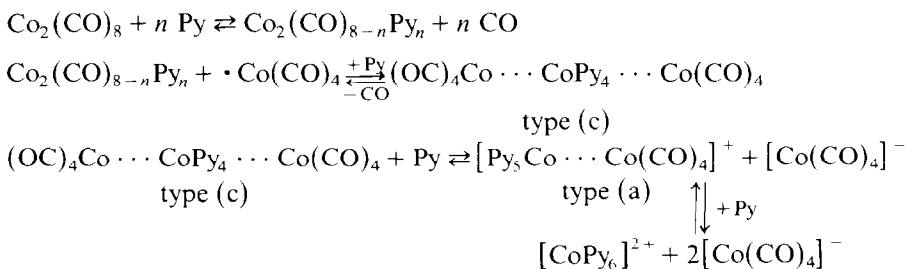 Co₂(CO)₈ + n Py ⇄ Co₂(CO)₈₋ₙPyₙ + n CO
Co₂(CO)₈₋ₙPyₙ + ·Co(CO)₄ ⇄ (OC)₄Co ··· CoPy₄ ··· Co(CO)₄
+ Py
− CO
type (c)
(OC)₄Co ··· CoPy₄ ··· Co(CO)₄ + Py ⇄ [Py₅Co ··· Co(CO)₄]⁺ + [Co(CO)₄]⁻
type (c) type (a)
⇅ + Py
[CoPy₆]²⁺ + 2[Co(CO)₄]⁻